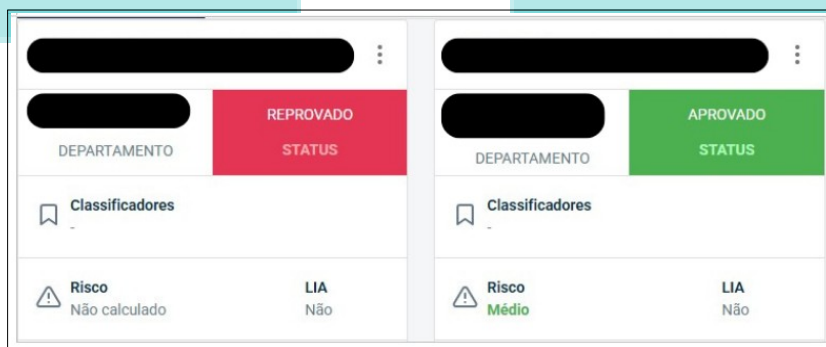 REPROVADO
DEPARTAMENTO
STATUS
Classificadores
-
Risco
LIA
Não calculado
Não
APROVADO
DEPARTAMENTO
STATUS
Classificadores
-
Risco
LIA
Médio
Não